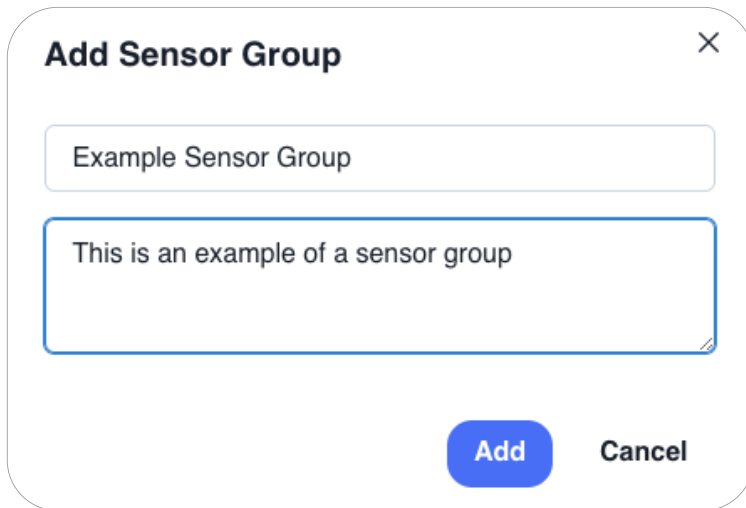 Add Sensor Group
Example Sensor Group
This is an example of a sensor group
Add
Cancel